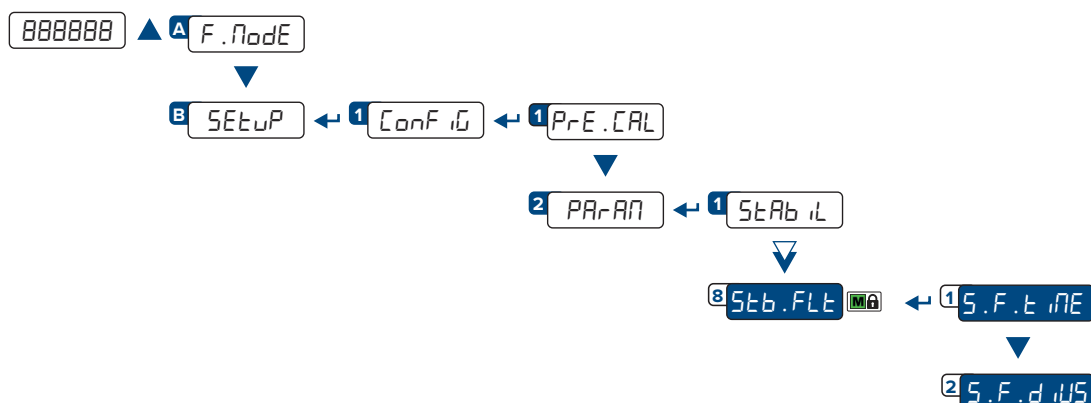 888888 A F.ModE
B SEtuP 1 ConFiG 1 PrE.CAL
2 PArAM 1 StAbiL
8 Stb.FLt M 1 S.F.tiME
2 S.F.diUS